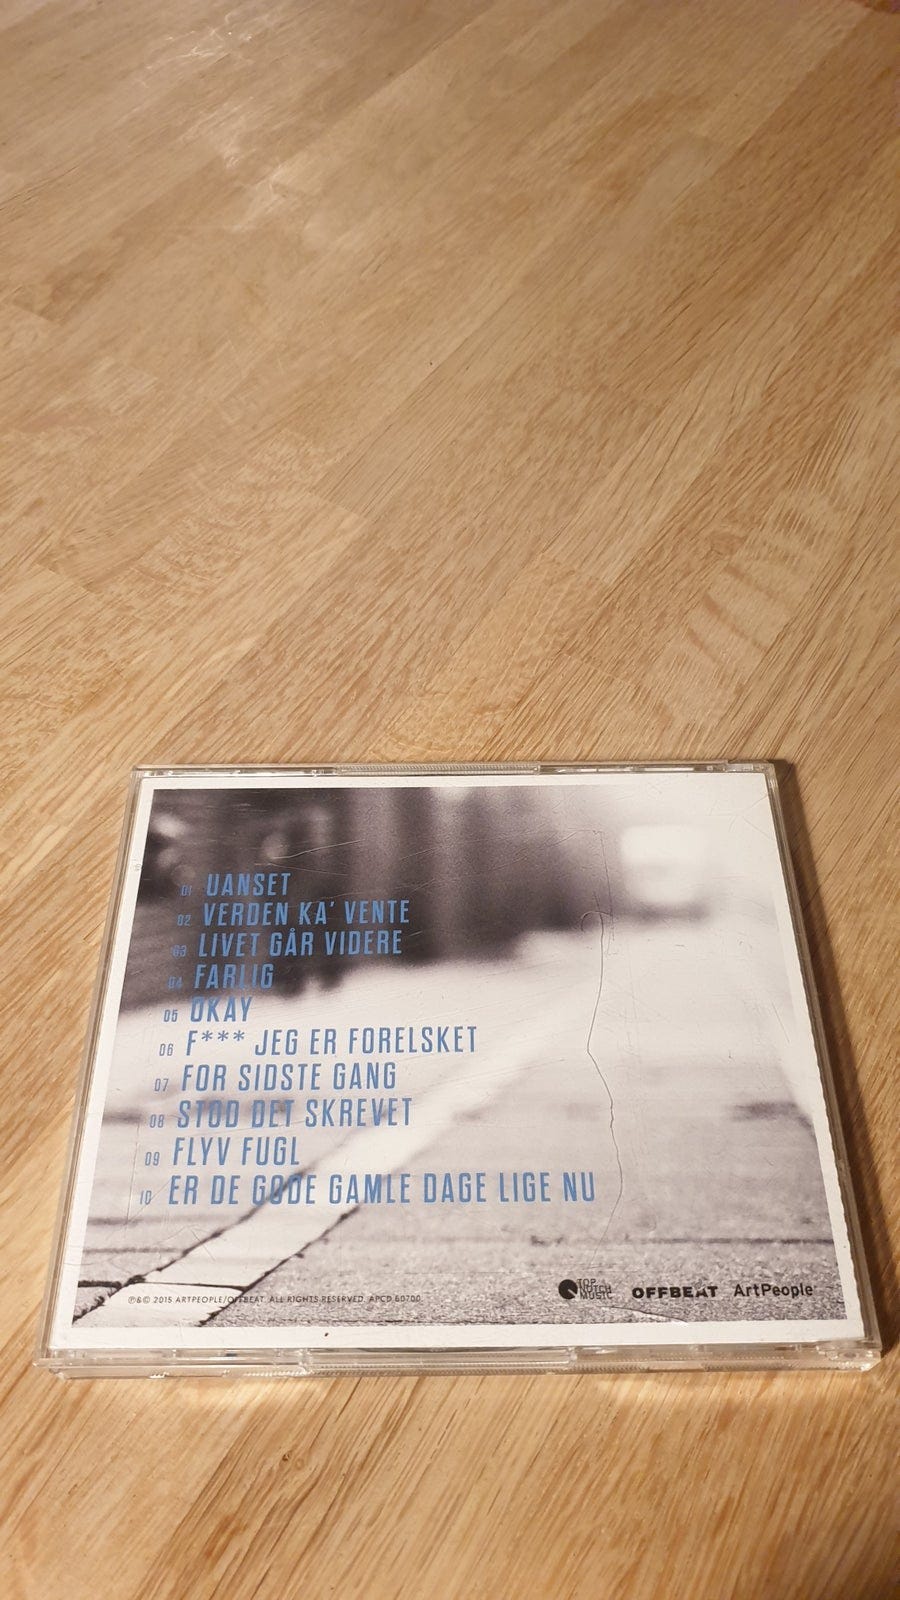 01 UANSET
02 VERDEN KA' VENTE
03 LIVET GÅR VIDERE
04 FARLIG
05 OKAY
06 F*** JEG ER FORELSKET
07 FOR SIDSTE GANG
08 STOD DET SKREVET
09 FLYV FUGL
10 ER DE GODE GAMLE DAGE LIGE NU
℗&© 2015 ARTPEOPLE/OFFBEAT. ALL RIGHTS RESERVED. APCD 60700
TOP
NOTCH
MUSIC
OFFBEAT
ArtPeople